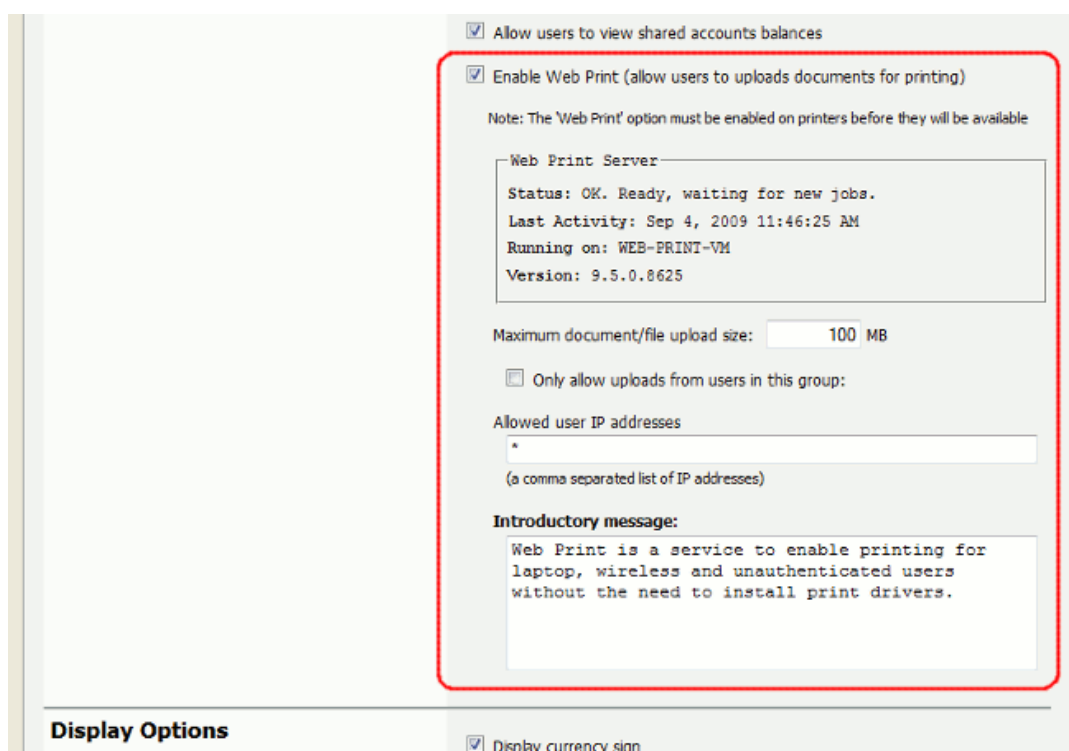 Allow users to view shared accounts balances
Enable Web Print (allow users to uploads documents for printing)
Note: The 'Web Print' option must be enabled on printers before they will be available
Web Print Server
Status: OK. Ready, waiting for new jobs.
Last Activity: Sep 4, 2009 11:46:25 AM
Running on: WEB-PRINT-VM
Version: 9.5.0.8625
Maximum document/file upload size: 100 MB
Only allow uploads from users in this group:
Allowed user IP addresses
*
(a comma separated list of IP addresses)
Introductory message:
Web Print is a service to enable printing for
laptop, wireless and unauthenticated users
without the need to install print drivers.
Display Options
Display currency sign